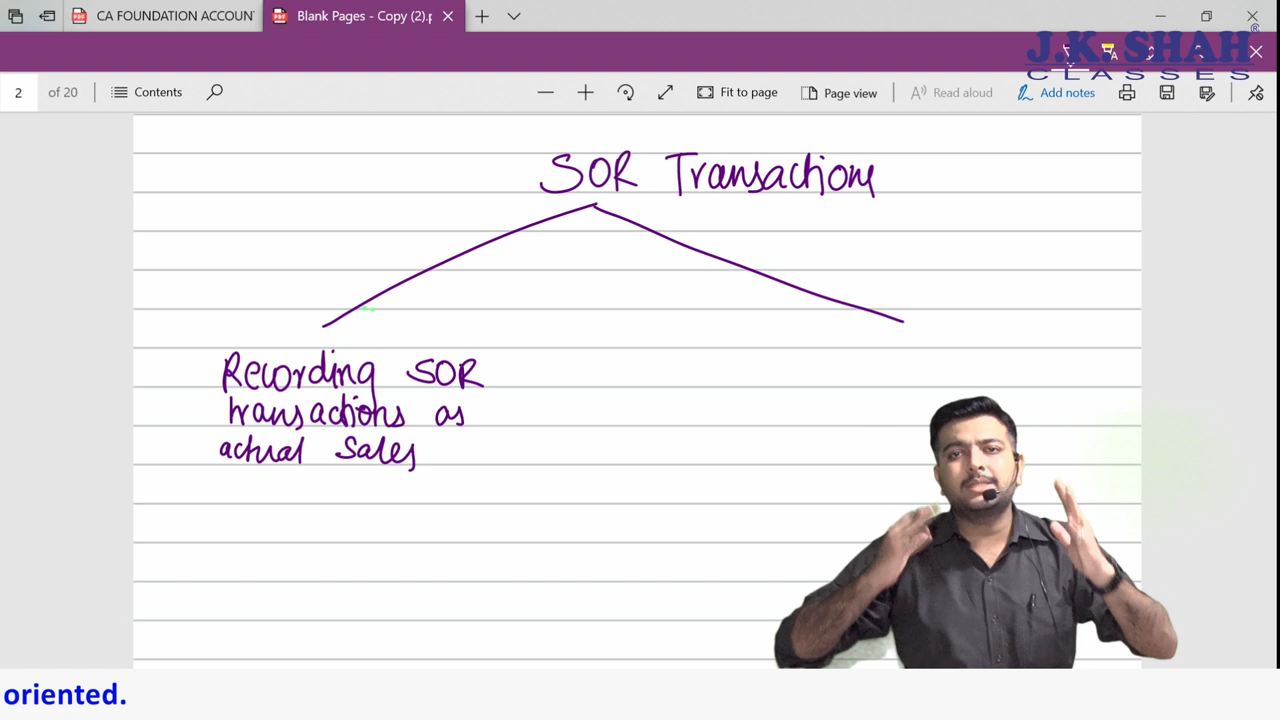 CA FOUNDATION ACCOUNT
Blank Pages - Copy (2).p
J.K. SHAH®
CLASSES
2 of 20 Contents Fit to page Page view Read aloud Add notes
SOR Transactions
Recording SOR
transactions as
actual Sales
oriented.